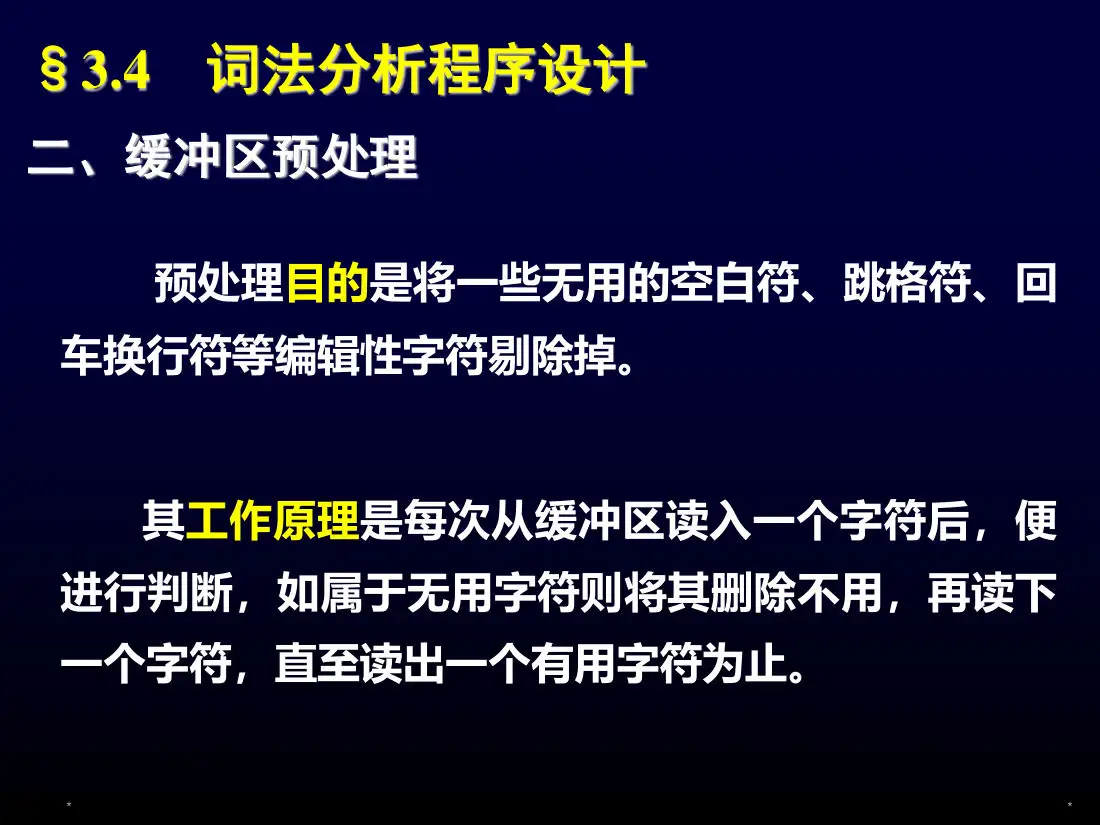 §3.4 词法分析程序设计
二、缓冲区预处理
预处理目的是将一些无用的空白符、跳格符、回
车换行符等编辑性字符剔除掉。
其工作原理是每次从缓冲区读入一个字符后，便
进行判断，如属于无用字符则将其删除不用，再读下
一个字符，直至读出一个有用字符为止。
* *